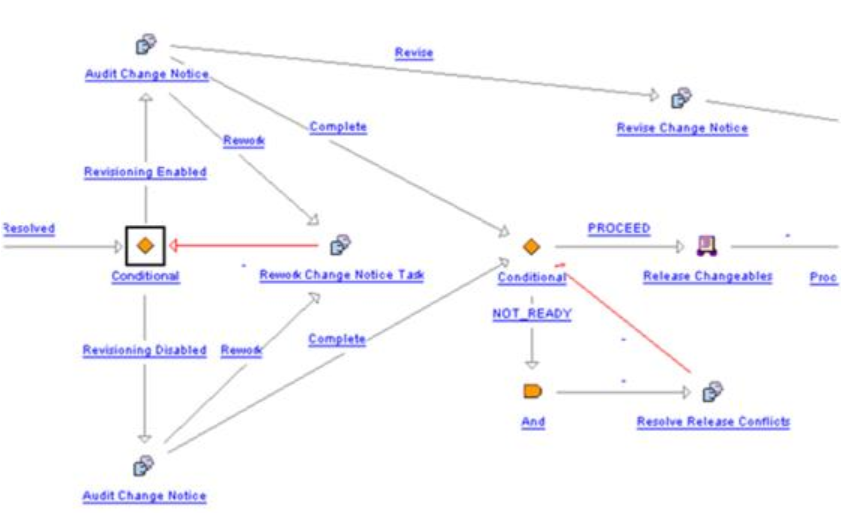 Revise
Audit Change Notice
Complete
Revise Change Notice
Rework
Revisioning Enabled
Resolved
PROCEED
Conditional
Rework Change Notice Task
Conditional
Release Changeables
Proc
NOT_READY
Revisioning Disabled
Rework
Complete
And
Resolve Release Conflicts
Audit Change Notice